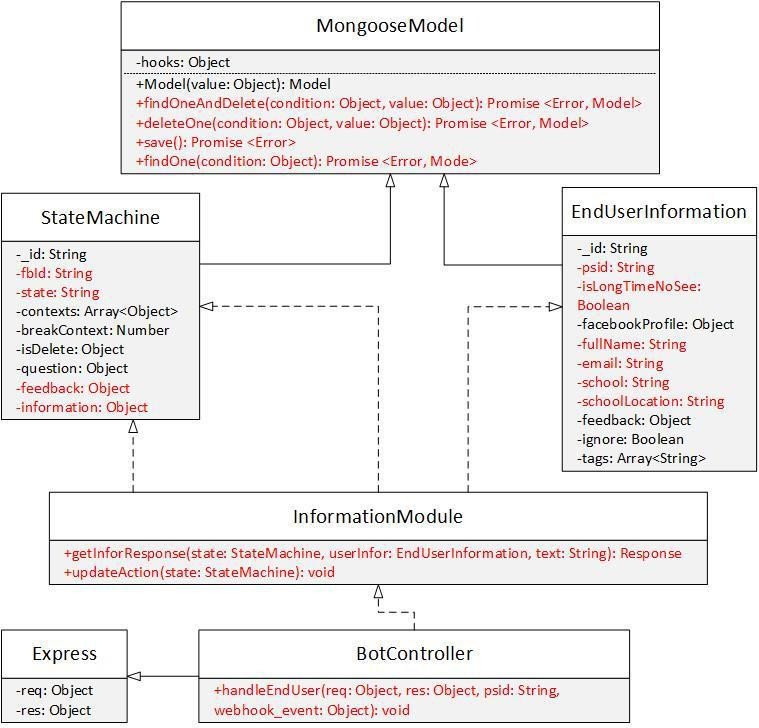 MongooseModel
-hooks: Object
+Model(value: Object): Model
+findOneAndDelete(condition: Object, value: Object): Promise <Error, Model>
+deleteOne(condition: Object, value: Object): Promise <Error, Model>
+save(): Promise <Error>
+findOne(condition: Object): Promise <Error, Mode>
StateMachine
-_id: String
-fbId: String
-state: String
-contexts: Array<Object>
-breakContext: Number
-isDelete: Object
-question: Object
-feedback: Object
-information: Object
EndUserInformation
-_id: String
-psid: String
-isLongTimeNoSee:
Boolean
-facebookProfile: Object
-fullName: String
-email: String
-school: String
-schoolLocation: String
-feedback: Object
-ignore: Boolean
-tags: Array<String>
InformationModule
+getInforResponse(state: StateMachine, userInfor: EndUserInformation, text: String): Response
+updateAction(state: StateMachine): void
Express
-req: Object
-res: Object
BotController
+handleEndUser(req: Object, res: Object, psid: String,
webhook_event: Object): void